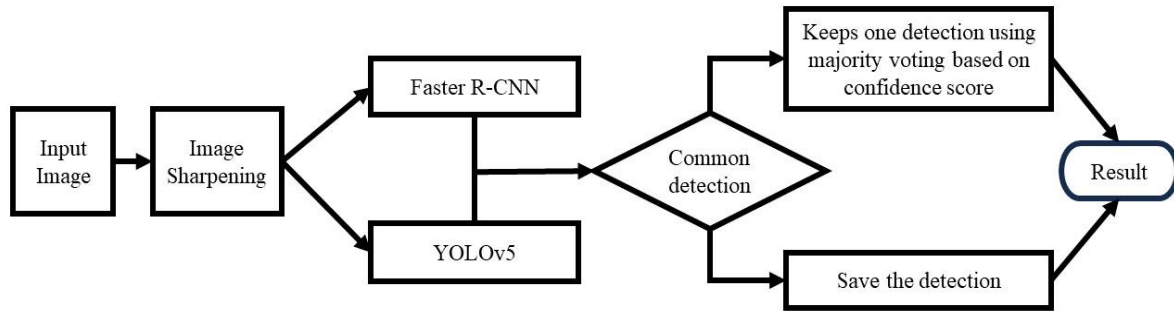 Input
Image
Image
Sharpening
Faster R-CNN
YOLOv5
Common
detection
Keeps one detection using
majority voting based on
confidence score
Save the detection
Result